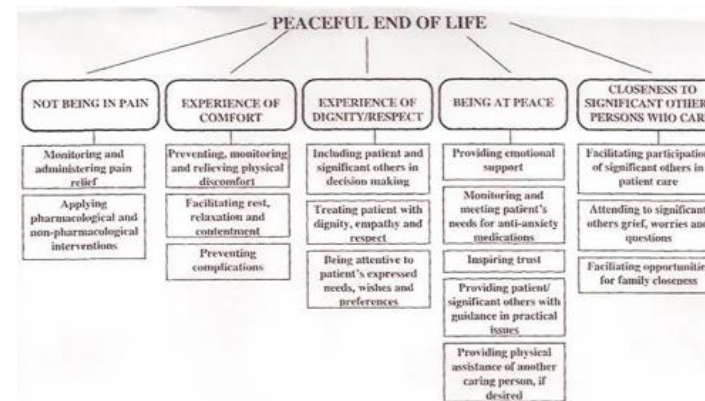 PEACEFUL END OF LIFE
NOT BEING IN PAIN
Monitoring and
administering pain
relief
Applying
pharmacological and
non-pharmacological
interventions
EXPERIENCE OF
COMFORT
Preventing, monitoring
and relieving physical
discomfort
Facilitating rest,
relaxation and
contentment
Preventing
complications
EXPERIENCE OF
DIGNITY/RESPECT
Including patient and
significant others in
decision making
Treating patient with
dignity, empathy and
respect
Being attentive to
patient's expressed
needs, wishes and
preferences
BEING AT PEACE
Providing emotional
support
Monitoring and
meeting patient's
needs for anti-anxiety
medications
Inspiring trust
Providing patient/
significant others with
guidance in practical
issues
Providing physical
assistance of another
caring person, if
desired
CLOSENESS TO
SIGNIFICANT OTHER
PERSONS WHO CARE
Facilitating participation
of significant others in
patient care
Attending to significant
others grief, worries and
questions
Faciliating opportunities
for family closeness